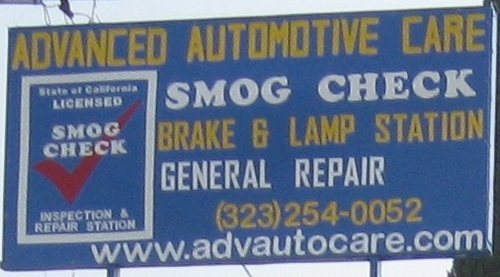 ADVANCED AUTOMOTIVE CARE
State of California
LICENSED
SMOG
CHECK
INSPECTION &
REPAIR STATION
SMOG CHECK
BRAKE & LAMP STATION
GENERAL REPAIR
(323)254-0052
www.advautocare.com